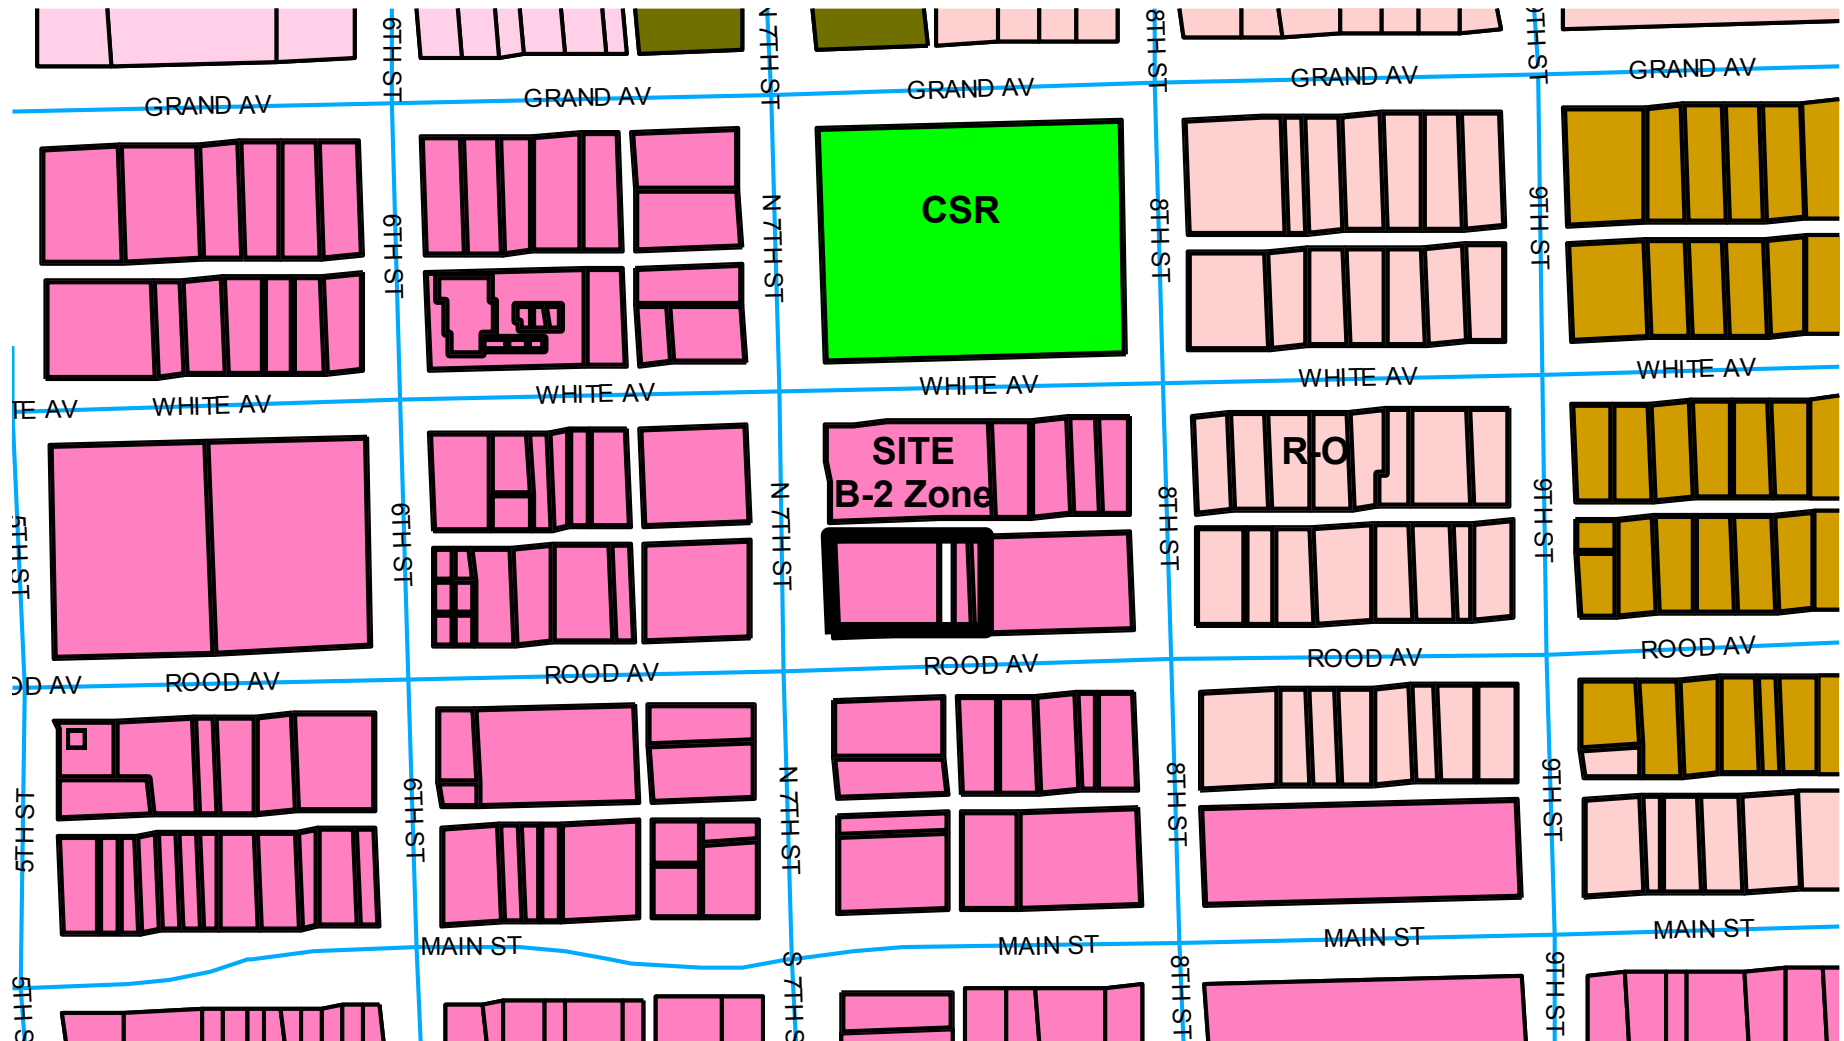 6TH ST
N 7TH ST
8TH ST
9TH ST
GRAND AV
GRAND AV
GRAND AV
GRAND AV
GRAND AV
6TH ST
N 7TH ST
CSR
8TH ST
9TH ST
TE AV
WHITE AV
WHITE AV
WHITE AV
WHITE AV
WHITE AV
5TH ST
6TH ST
N 7TH ST
SITE
B-2 Zone
8TH ST
R-O
9TH ST
OD AV
ROOD AV
ROOD AV
ROOD AV
ROOD AV
ROOD AV
5TH ST
6TH ST
N 7TH ST
8TH ST
9TH ST
MAIN ST
MAIN ST
MAIN ST
MAIN ST
5TH S
S 7TH S
8TH ST
9TH ST